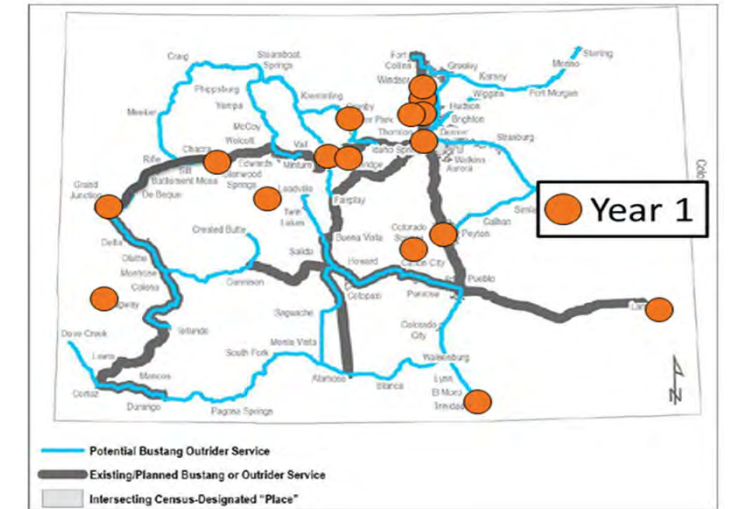 Craig
Steamboat
Springs
Fort
Collins
Greeley
Sterling
Merino
Windsor
Kersey
Phippsburg
Wiggins
Fort Morgan
Yampa
Kremmling
Hudson
Meeker
Brighton
McCoy
Thornton
Denver
Wolcott
Vail
Strasburg
Chacra
Rifle
Silt
Edwards
Minturn
Idaho
Watkins
Aurora
Battlement Mesa
Springs
Grand
Junction
De Beque
Leadville
Fairplay
Twin
Lakes
Year 1
Calhan
Crested Butte
Colorado
Peyton
Delta
Buena Vista
Olathe
Salida
Howard
Canon City
Montrose
Pueblo
Colona
Gunnison
Cotopaxi
Penrose
Saguache
Colorado
City
Dove Creek
Telluride
Monte Vista
South Fork
Walsenburg
Lewis
Mancos
Alamosa
Blanca
Lynn
El Moro
Trinidad
Cortez
Durango
Pagosa Springs
Potential Bustang Outrider Service
Existing/Planned Bustang or Outrider Service
Intersecting Census-Designated "Place"